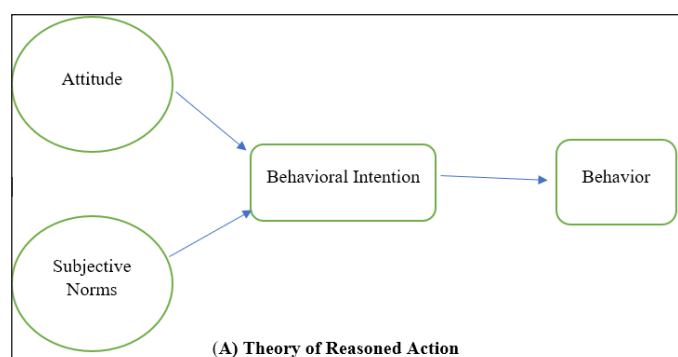 Attitude
Behavioral Intention
Behavior
Subjective
Norms
(A) Theory of Reasoned Action